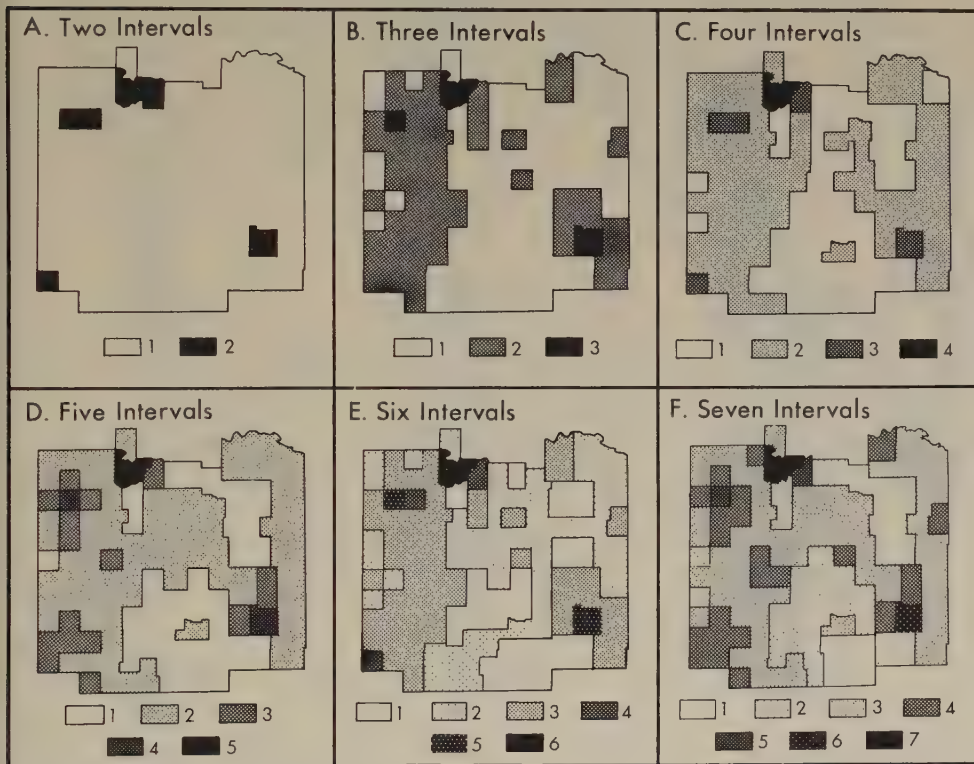 A. Two Intervals
1 2
B. Three Intervals
1 2 3
C. Four Intervals
1 2 3 4
D. Five Intervals
1 2 3
4 5
E. Six Intervals
1 2 3 4
5 6
F. Seven Intervals
1 2 3 4
5 6 7